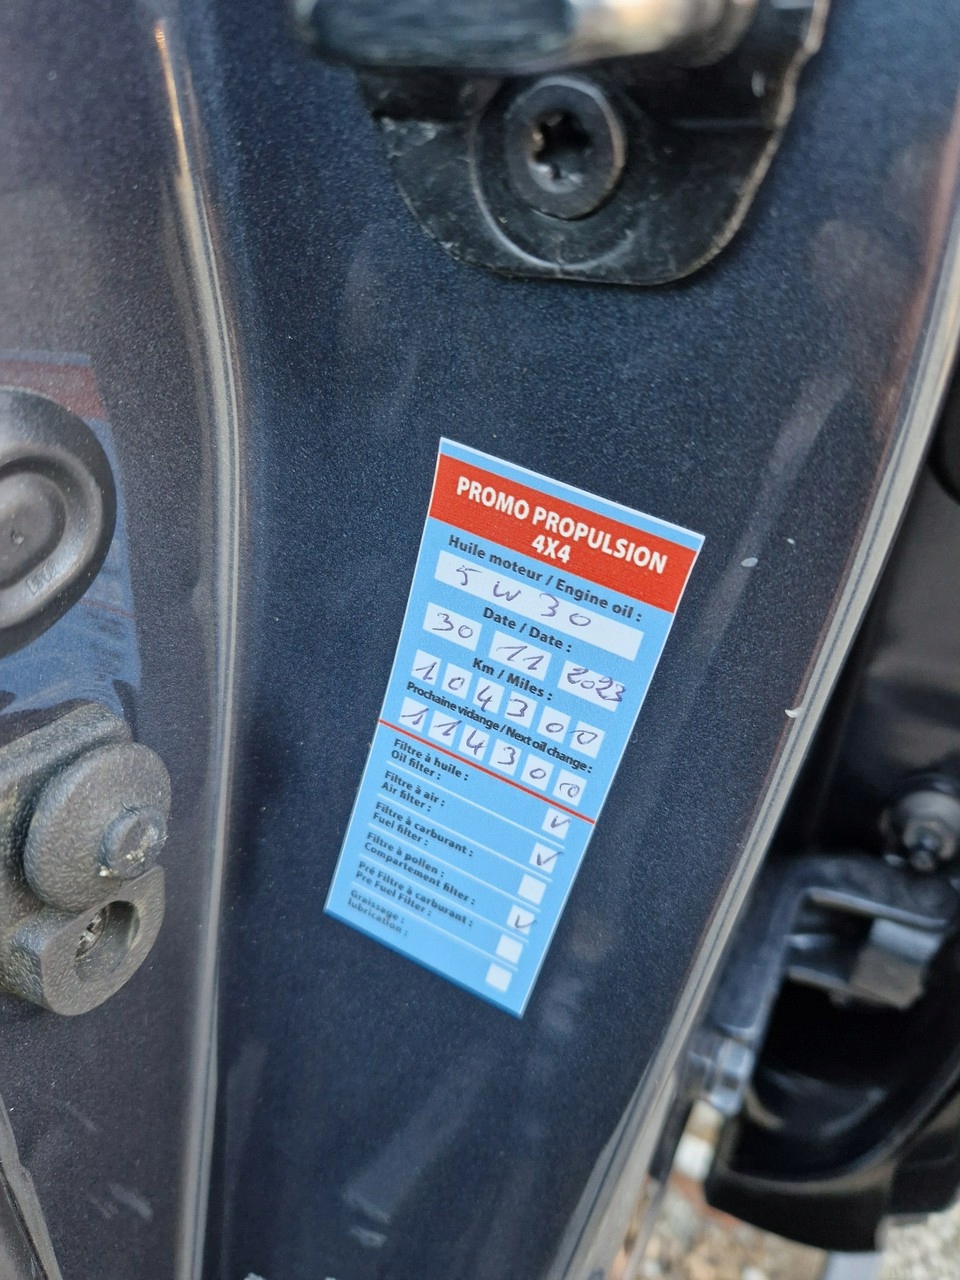 PROMO PROPULSION
4X4
Huile moteur / Engine oil :
5 W 30
Date / Date :
30 11 2023
Km / Miles :
104300
Prochaine vidange / Next oil change :
114300
Filtre à huile :
Oil filter :
Filtre à air :
Air filter :
Filtre à carburant :
Fuel filter :
Filtre à pollen :
Compartement filter :
Pré Filtre à carburant :
Pre Fuel Filter :
Graissage :
lubrication :